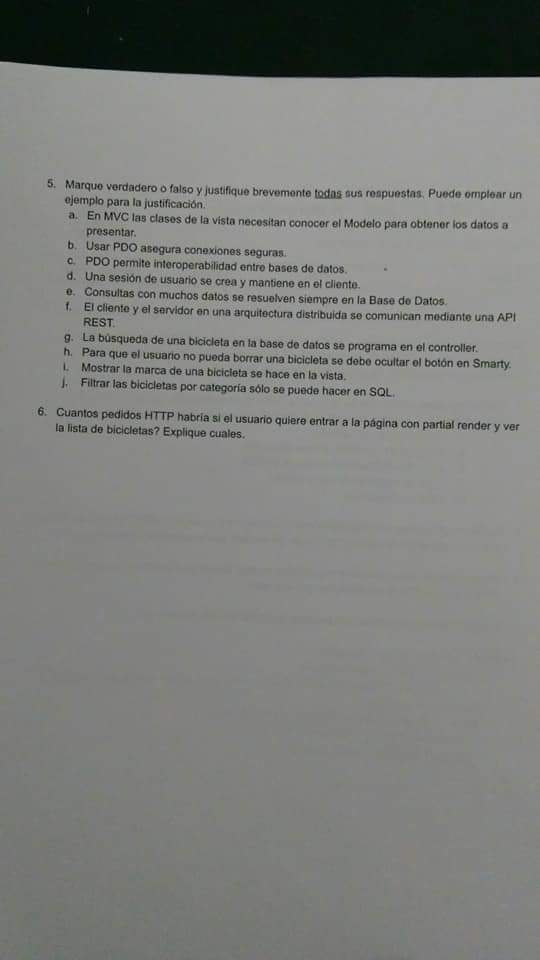 5. Marque verdadero o falso y justifique brevemente todas sus respuestas. Puede emplear un
ejemplo para la justificación.
a. En MVC las clases de la vista necesitan conocer el Modelo para obtener los datos a
presentar.
b. Usar PDO asegura conexiones seguras.
c. PDO permite interoperabilidad entre bases de datos.
d. Una sesión de usuario se crea y mantiene en el cliente.
e. Consultas con muchos datos se resuelven siempre en la Base de Datos.
f. El cliente y el servidor en una arquitectura distribuida se comunican mediante una API
REST.
g. La búsqueda de una bicicleta en la base de datos se programa en el controller.
h. Para que el usuario no pueda borrar una bicicleta se debe ocultar el botón en Smarty.
i. Mostrar la marca de una bicicleta se hace en la vista.
j. Filtrar las bicicletas por categoría sólo se puede hacer en SQL.
6. Cuantos pedidos HTTP habría si el usuario quiere entrar a la página con partial render y ver
la lista de bicicletas? Explique cuales.